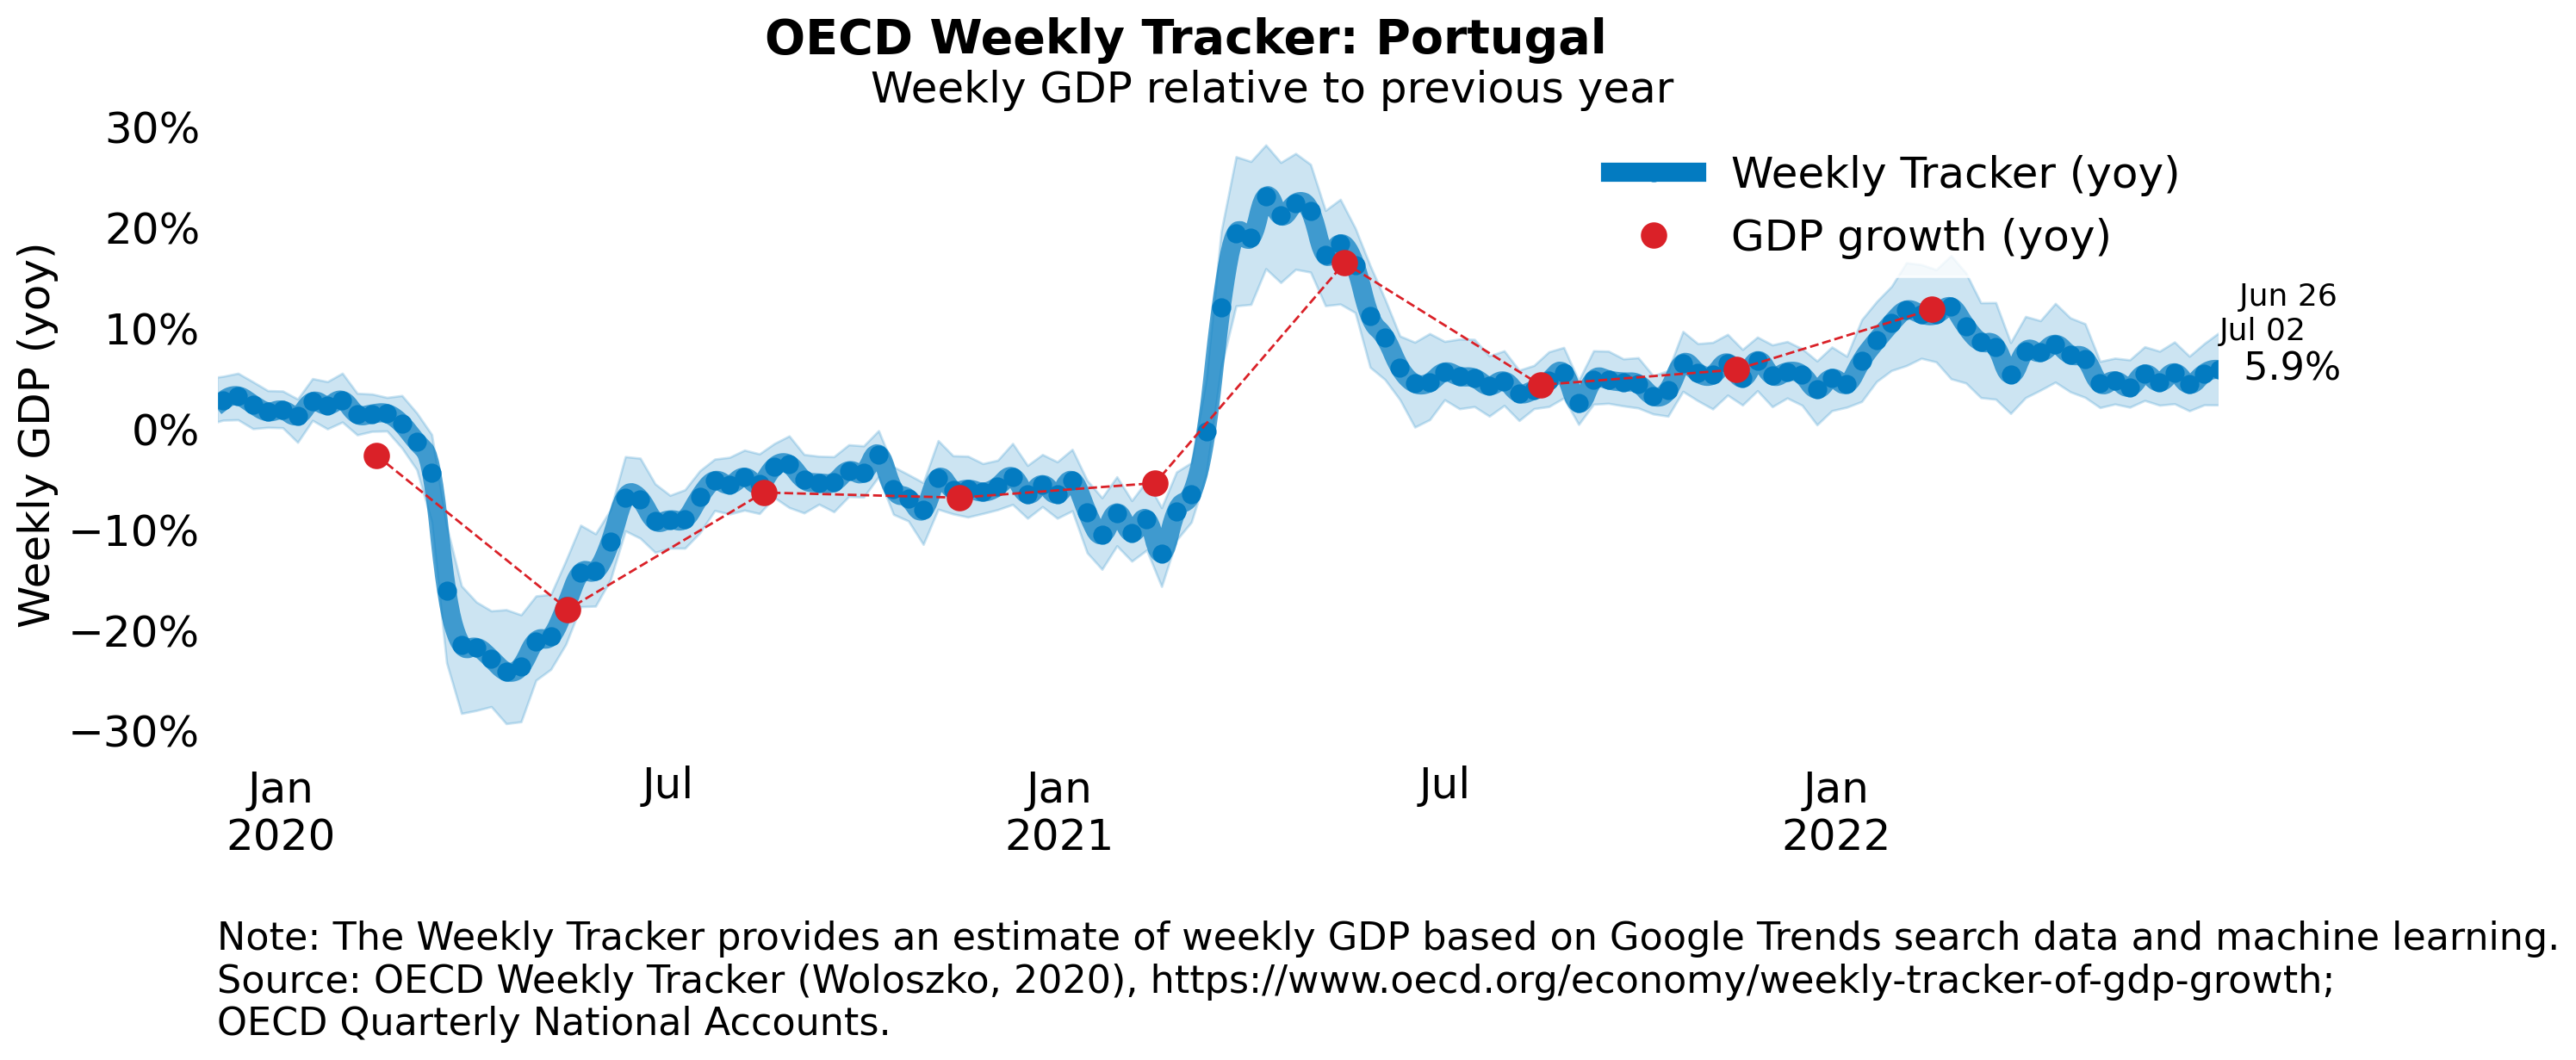 OECD Weekly Tracker: Portugal
Weekly GDP relative to previous year
Weekly GDP (yoy)
30%
20%
10%
0%
−10%
−20%
−30%
Weekly Tracker (yoy)
GDP growth (yoy)
Jun 26
Jul 02
5.9%
Jan
2020
Jul
Jan
2021
Jul
Jan
2022
Note: The Weekly Tracker provides an estimate of weekly GDP based on Google Trends search data and machine learning.
Source: OECD Weekly Tracker (Woloszko, 2020), https://www.oecd.org/economy/weekly-tracker-of-gdp-growth;
OECD Quarterly National Accounts.